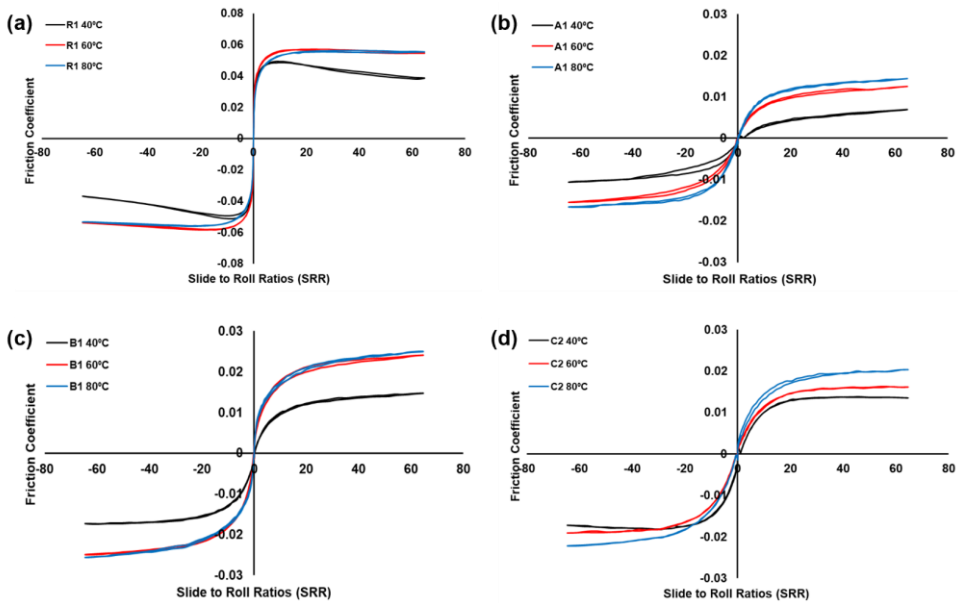 (a)
R1 40ºC
R1 60ºC
R1 80ºC
Friction Coefficient
0.08
0.06
0.04
0.02
0
-0.02
-0.04
-0.06
-0.08
-80 -60 -40 -20 0 20 40 60 80
Slide to Roll Ratios (SRR)
(b)
A1 40ºC
A1 60ºC
A1 80ºC
Friction Coefficient
0.03
0.02
0.01
0
-0.01
-0.02
-0.03
-80 -60 -40 -20 0 20 40 60 80
Slide to Roll Ratios (SRR)
(c)
B1 40ºC
B1 60ºC
B1 80ºC
Friction Coefficient
0.03
0.02
0.01
0
-0.01
-0.02
-0.03
-80 -60 -40 -20 0 20 40 60 80
Slide to Roll Ratios (SRR)
(d)
C2 40ºC
C2 60ºC
C2 80ºC
Friction Coefficient
0.03
0.02
0.01
0
-0.01
-0.02
-0.03
-80 -60 -40 -20 0 20 40 60 80
Slide to Roll Ratios (SRR)